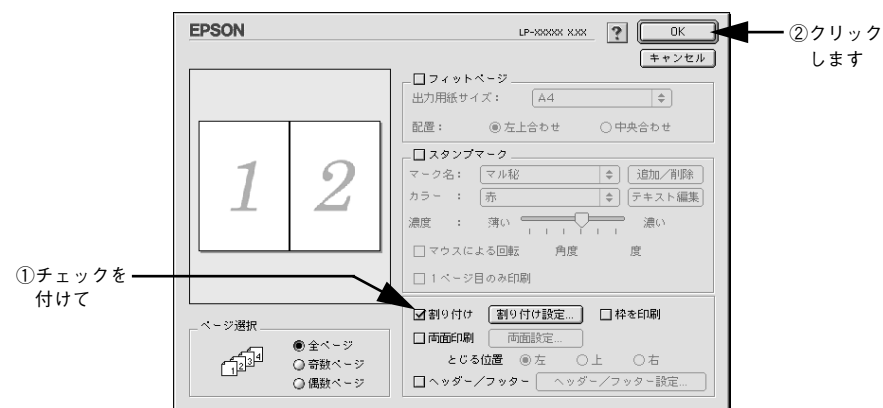 EPSON
LP-XXXXX X.XX
?
OK
キャンセル
②クリック
します
フィットページ
出力用紙サイズ： A4
配置： 左上合わせ 中央合わせ
スタンプマーク
マーク名： マル秘 追加／削除
カラー ： 赤 テキスト編集
濃度 ： 薄い 濃い
マウスによる回転 角度 度
1ページ目のみ印刷
1 2
①チェックを
付けて
割り付け 割り付け設定... 枠を印刷
両面印刷 両面設定...
とじる位置 左 上 右
ヘッダー／フッター ヘッダー／フッター設定...
ページ選択
1 2 3 4
全ページ
奇数ページ
偶数ページ